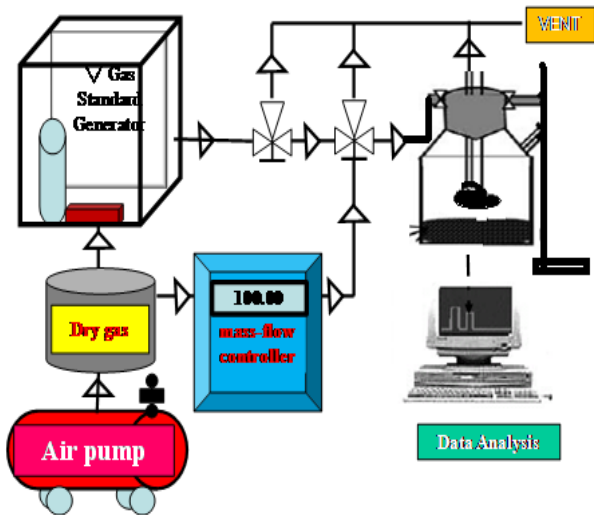 VENT
V Gas
Standard
Generator
100.00
mass-flow
controller
Dry gas
Air pump
Data Analysis